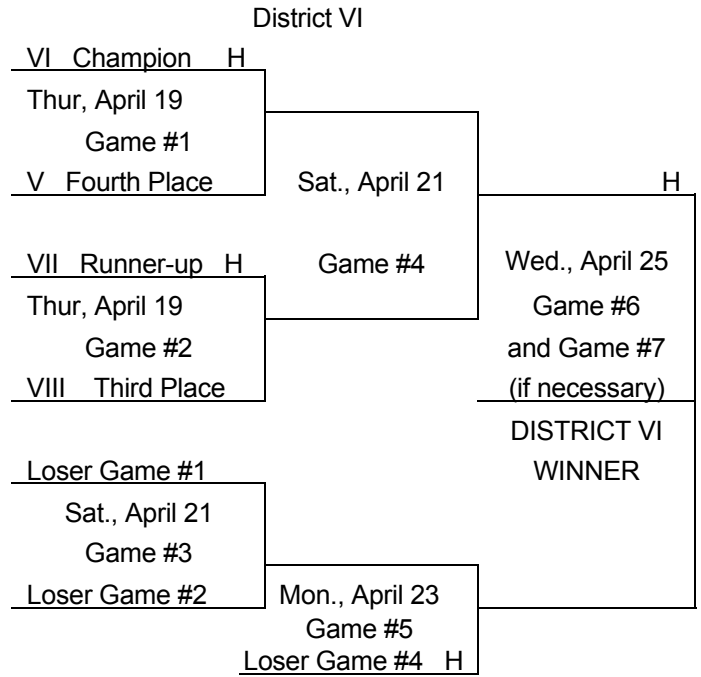 District VI
VI Champion H
Thur, April 19
Game #1
V Fourth Place
Sat., April 21
H
VII Runner-up H
Game #4
Wed., April 25
Thur, April 19
Game #6
Game #2
and Game #7
VIII Third Place
(if necessary)
DISTRICT VI
Loser Game #1
WINNER
Sat., April 21
Game #3
Loser Game #2
Mon., April 23
Game #5
Loser Game #4 H